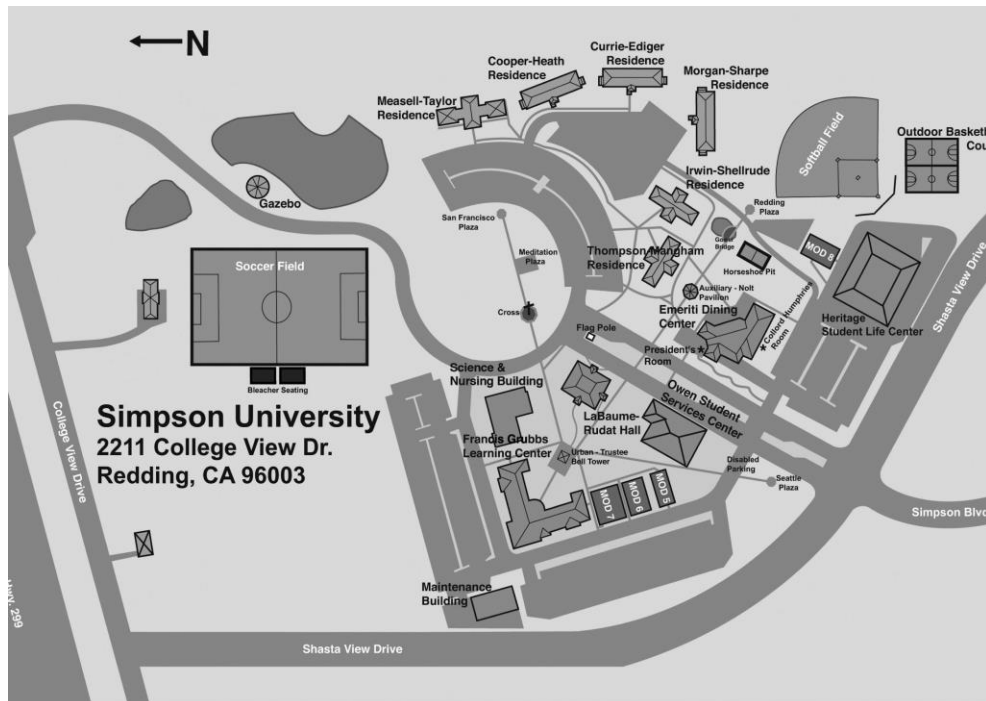 N
Currie-Ediger
Residence
Cooper-Heath
Residence
Morgan-Sharpe
Residence
Measell-Taylor
Residence
Softball Field
Outdoor Basketb
Cou
Irwin-Shellrude
Residence
Gazebo
San Francisco
Plaza
Redding
Plaza
Meditation
Plaza
Thompson/Mangham
Residence
Bridge
Horseshoe Pit
MOD 8
Shasta View Drive
Soccer Field
Auxiliary - Nolt
Pavilion
Emeriti Dining
Center
Collord Humphries
Room
Heritage
Student Life Center
Cross
Flag Pole
President's
Room
Science &
Nursing Building
Bleacher Seating
Owen Student
Services Center
Simpson University
2211 College View Dr.
Redding, CA 96003
LaBaume-
Rudat Hall
Francis Grubbs
Learning Center
Urban - Trustee
Bell Tower
Disabled
Parking
Seattle
Plaza
MOD 7
MOD 6
MOD 5
Simpson Blvd
College View Drive
Hwy. 299
Maintenance
Building
Shasta View Drive